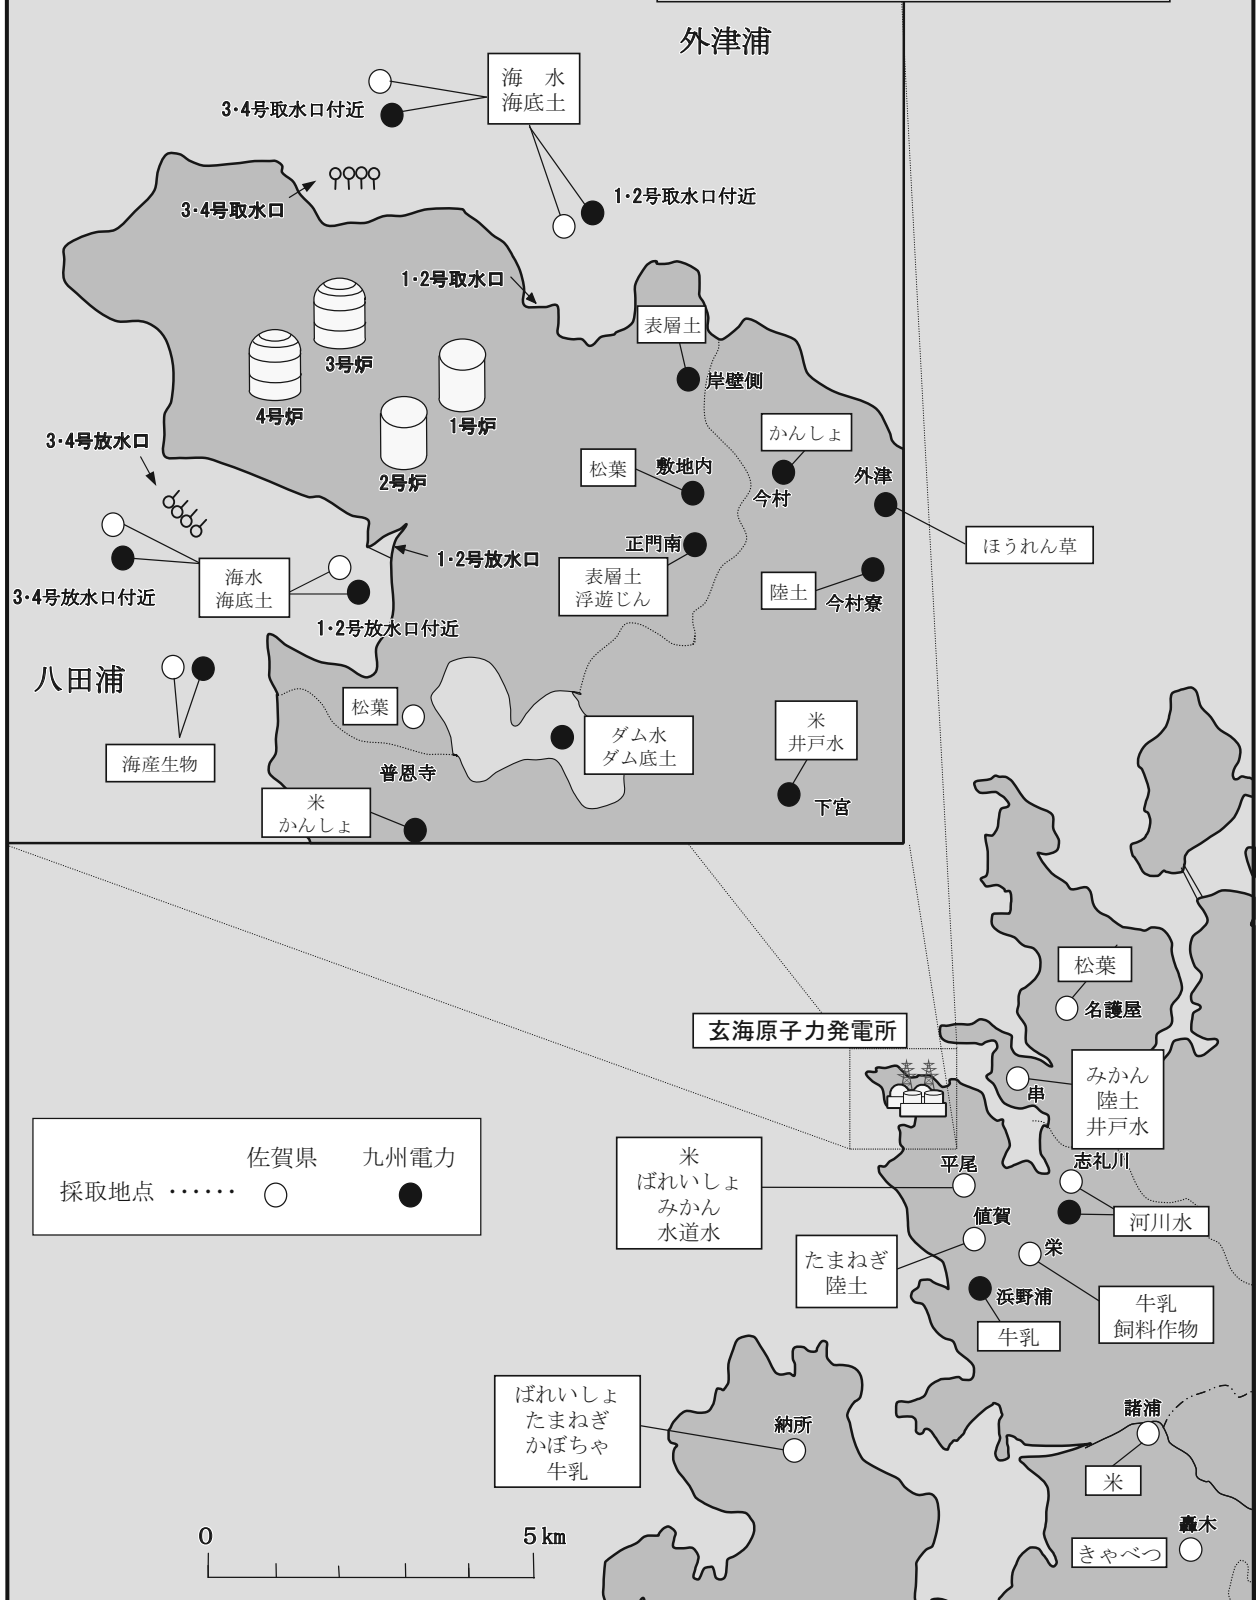 外津浦
海　水
海底土
3・4号取水口付近
1・2号取水口付近
3・4号取水口
1・2号取水口
表層土
岸壁側
3号炉
4号炉
1号炉
2号炉
かんしょ
今村
松葉
敷地内
外津
3・4号放水口
正門南
ほうれん草
1・2号放水口
表層土
浮遊じん
陸土
今村寮
海水
海底土
3・4号放水口付近
1・2号放水口付近
八田浦
松葉
海産生物
普恩寺
ダム水
ダム底土
米
井戸水
下宮
米
かんしょ
松葉
名護屋
玄海原子力発電所
串
みかん
陸土
井戸水
佐賀県
九州電力
採取地点 ‥‥‥
米
ばれいしょ
みかん
水道水
平尾
志礼川
河川水
値賀
たまねぎ
陸土
栄
浜野浦
牛乳
牛乳
飼料作物
ばれいしょ
たまねぎ
かぼちゃ
牛乳
納所
諸浦
米
轟木
きゃべつ
0
5km